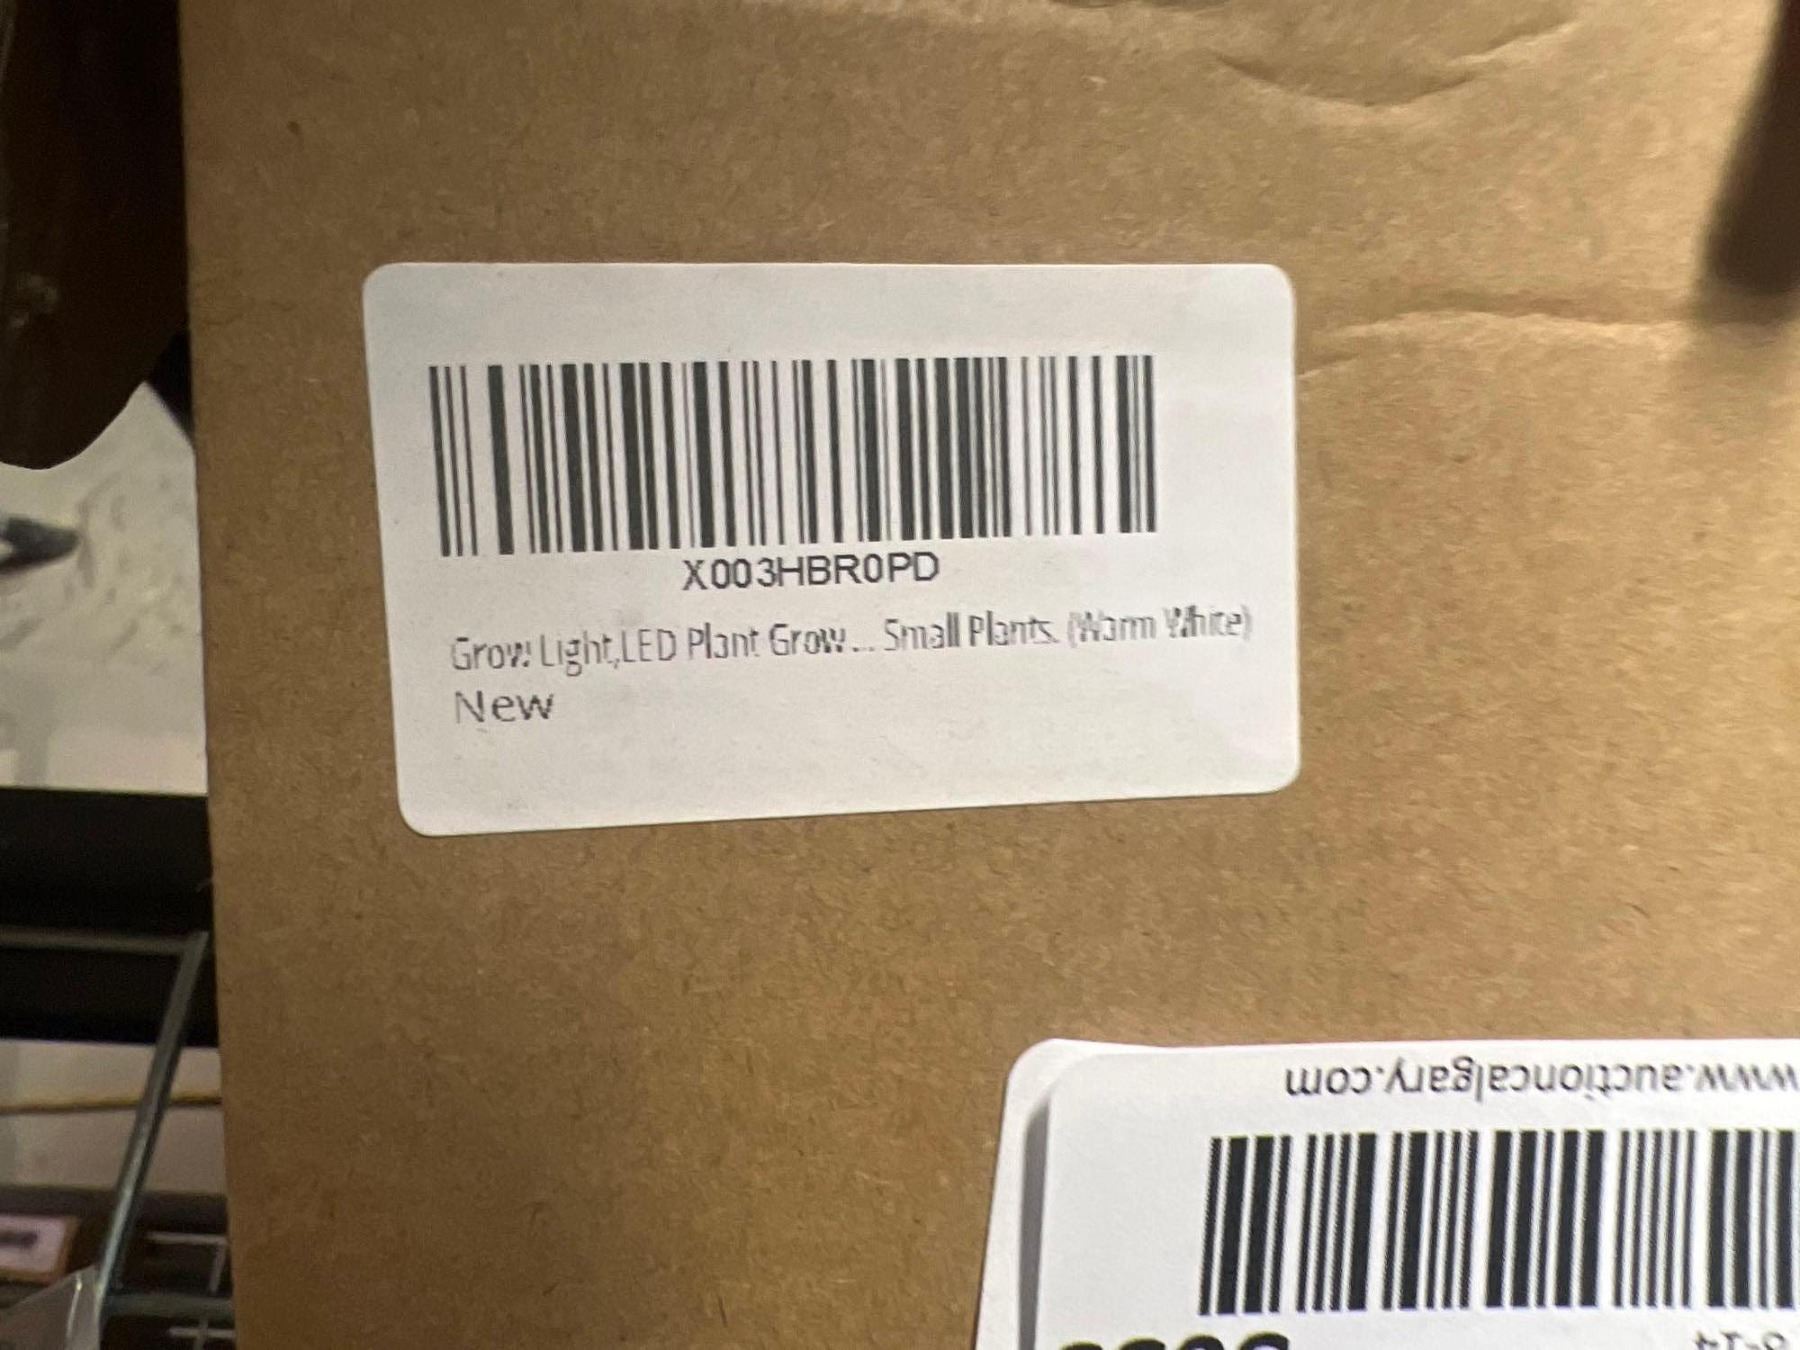 X003HBR0PD
Grow Light,LED Plant Grow... Small Plants. (Warm White)
New
www.auctioncalgary.com